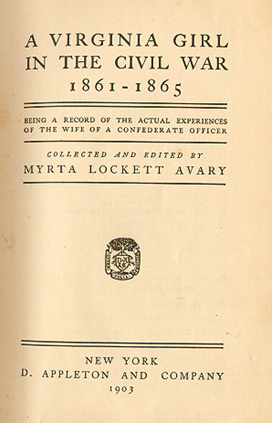 A VIRGINIA GIRL
IN THE CIVIL WAR
1861-1865
BEING A RECORD OF THE ACTUAL EXPERIENCES
OF THE WIFE OF A CONFEDERATE OFFICER
COLLECTED AND EDITED BY
MYRTA LOCKETT AVARY
NEW YORK
D. APPLETON AND COMPANY
1903